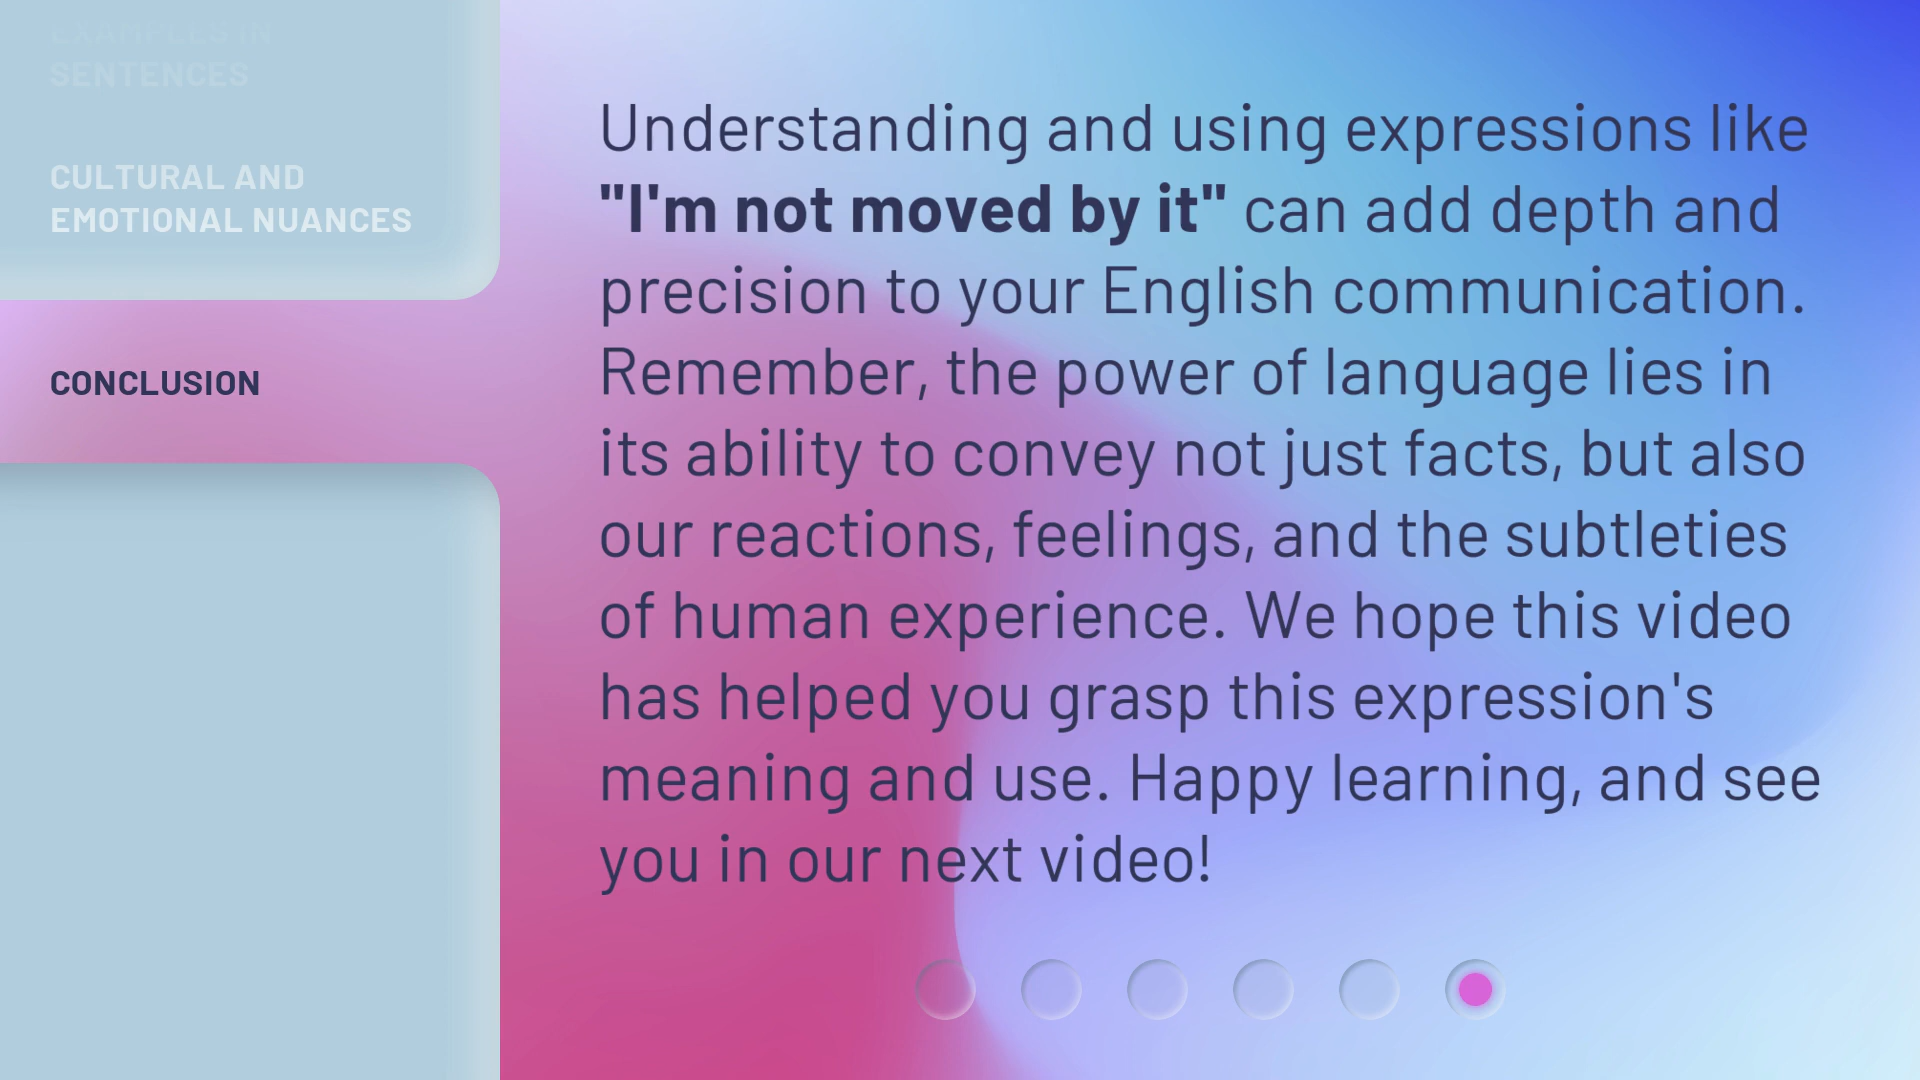 EXAMPLES IN
SENTENCES
CULTURAL AND
EMOTIONAL NUANCES
CONCLUSION
Understanding and using expressions like
"I'm not moved by it" can add depth and
precision to your English communication.
Remember, the power of language lies in
its ability to convey not just facts, but also
our reactions, feelings, and the subtleties
of human experience. We hope this video
has helped you grasp this expression's
meaning and use. Happy learning, and see
you in our next video!